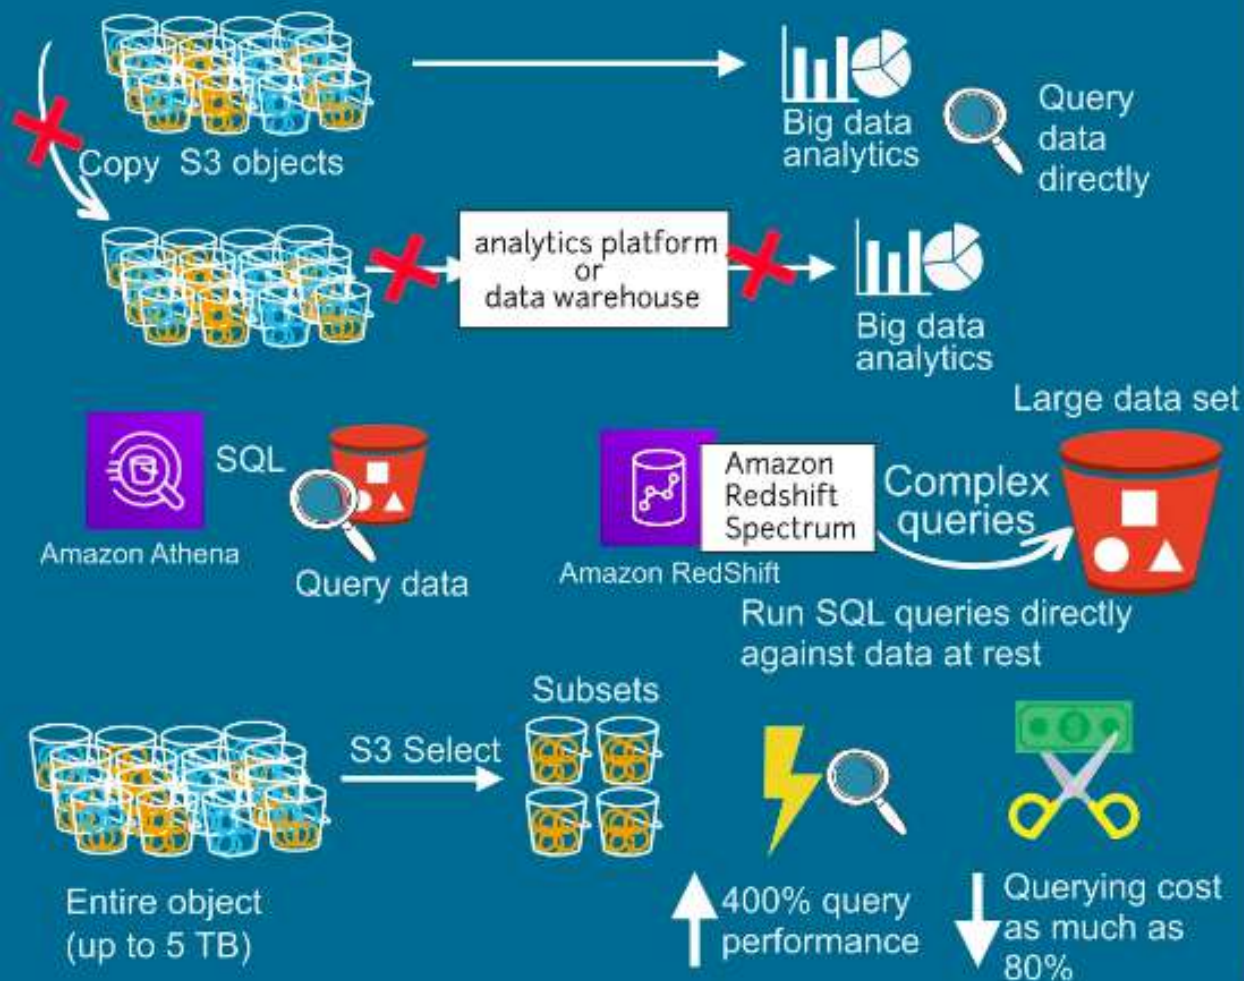 Big data
analytics
Query
data
directly
Copy S3 objects
analytics platform
or
data warehouse
Big data
analytics
Large data set
SQL
Amazon Athena
Query data
Amazon
Redshift
Spectrum
Complex
queries
Amazon RedShift
Run SQL queries directly
against data at rest
Subsets
S3 Select
Entire object
(up to 5 TB)
400% query
performance
Querying cost
as much as
80%